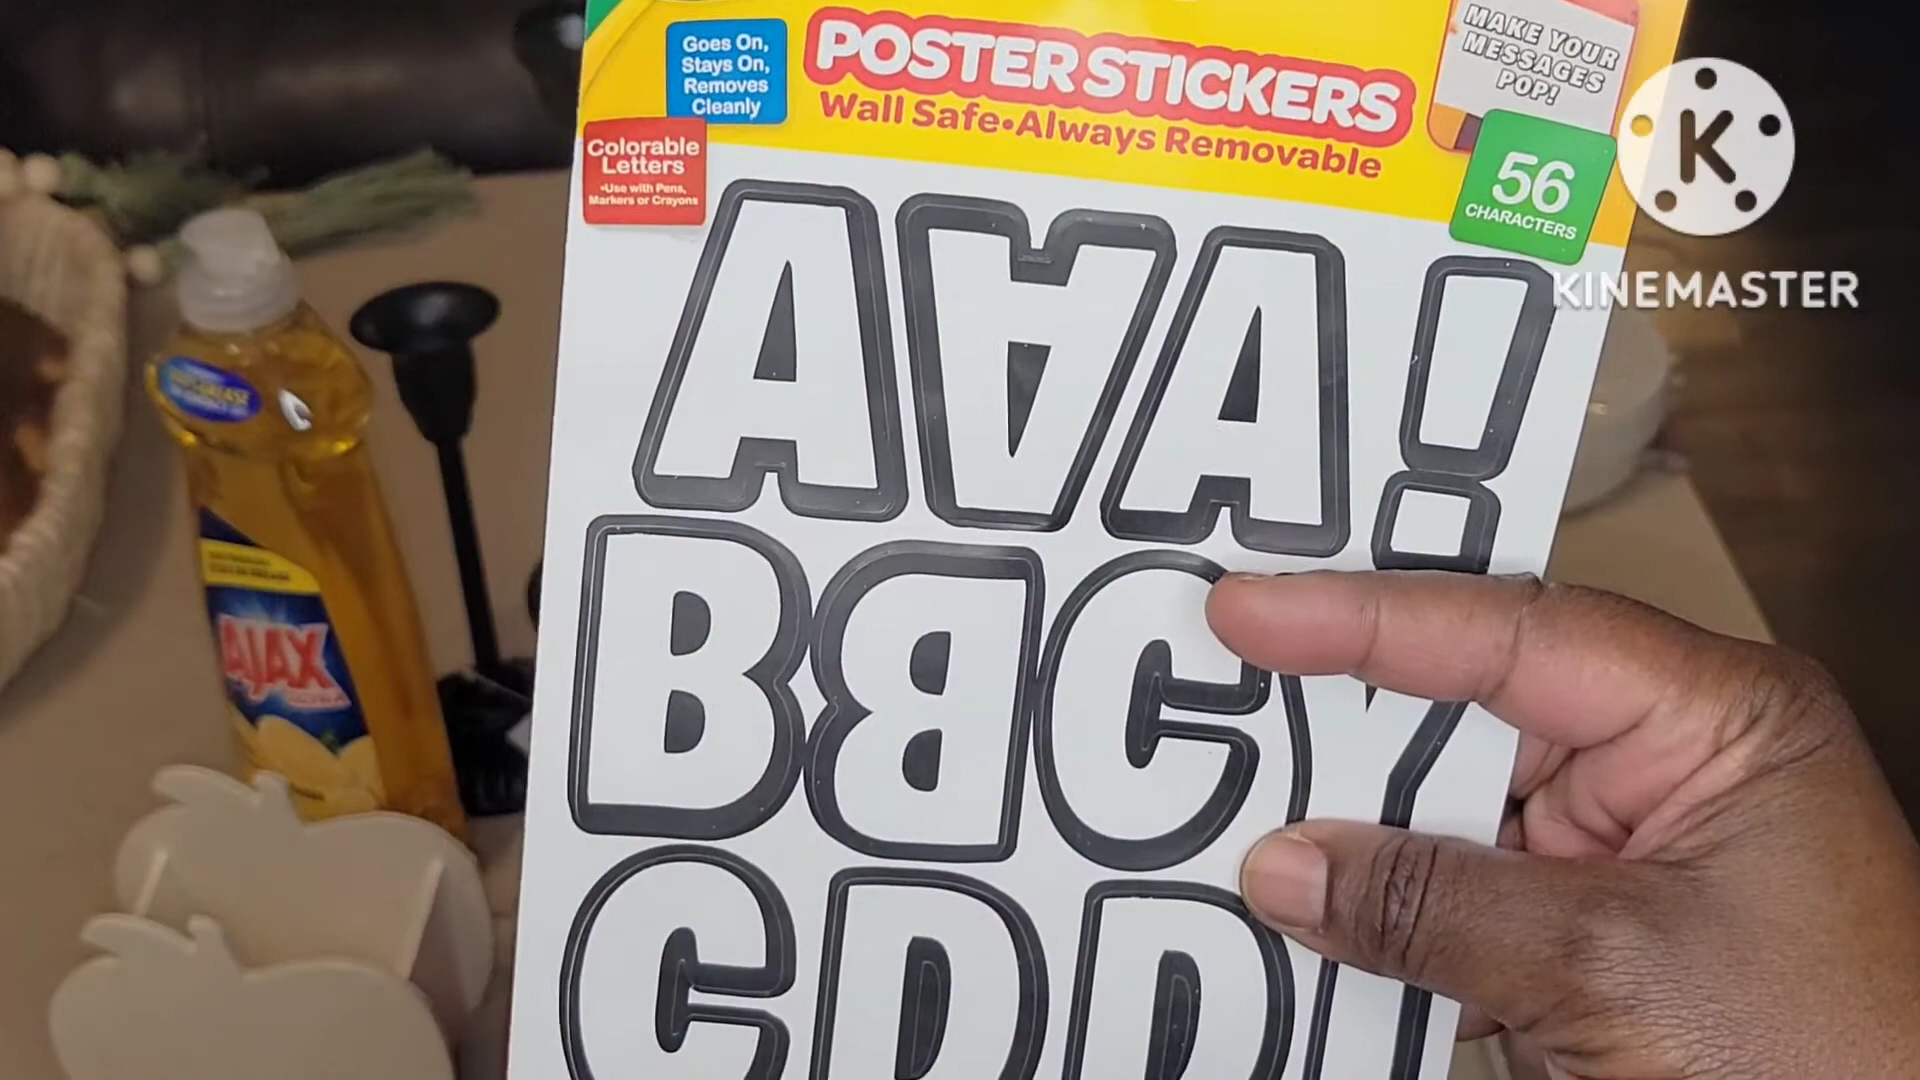 Goes On,
Stays On,
Removes
Cleanly
POSTER STICKERS
Wall Safe•Always Removable
MAKE YOUR
MESSAGES
POP!
Colorable
Letters
•Use with Pens,
Markers or Crayons
56
CHARACTERS
K
KINEMASTER
A A A !
B B C Y
C D D
AJAX